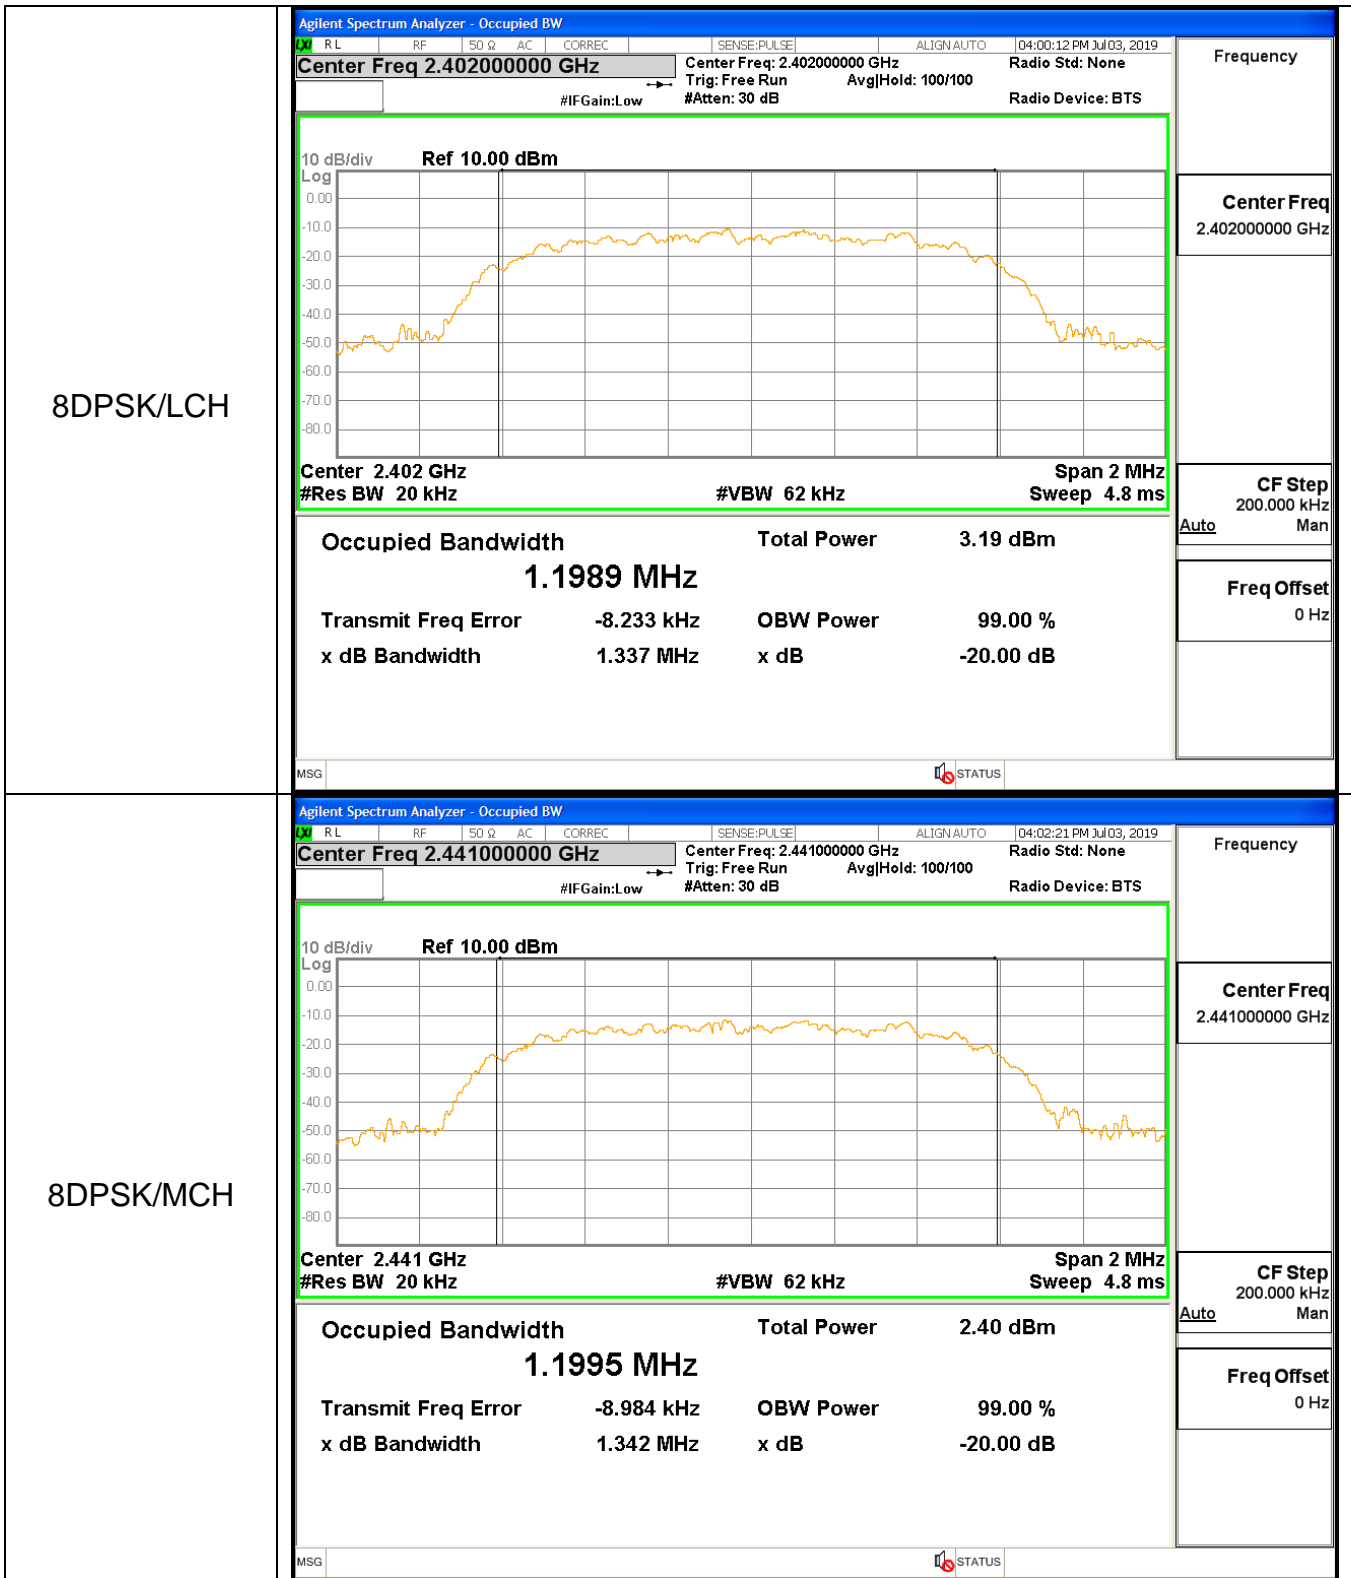 8DPSK/LCH
Agilent Spectrum Analyzer - Occupied BW
LXI RL RF 50 Ω AC CORREC SENSE:PULSE ALIGN AUTO 04:00:12 PM Jul 03, 2019
Center Freq 2.402000000 GHz
Center Freq: 2.402000000 GHz
Radio Std: None
Trig: Free Run Avg|Hold: 100/100
#IFGain:Low #Atten: 30 dB Radio Device: BTS
10 dB/div Ref 10.00 dBm
Log
0.00
-10.0
-20.0
-30.0
-40.0
-50.0
-60.0
-70.0
-80.0
Center 2.402 GHz Span 2 MHz
#Res BW 20 kHz #VBW 62 kHz Sweep 4.8 ms
Occupied Bandwidth Total Power 3.19 dBm
1.1989 MHz
Transmit Freq Error -8.233 kHz OBW Power 99.00 %
x dB Bandwidth 1.337 MHz x dB -20.00 dB
MSG STATUS
Frequency
Center Freq
2.402000000 GHz
CF Step
200.000 kHz
Auto Man
Freq Offset
0 Hz
8DPSK/MCH
Agilent Spectrum Analyzer - Occupied BW
LXI RL RF 50 Ω AC CORREC SENSE:PULSE ALIGN AUTO 04:02:21 PM Jul 03, 2019
Center Freq 2.441000000 GHz
Center Freq: 2.441000000 GHz
Radio Std: None
Trig: Free Run Avg|Hold: 100/100
#IFGain:Low #Atten: 30 dB Radio Device: BTS
10 dB/div Ref 10.00 dBm
Log
0.00
-10.0
-20.0
-30.0
-40.0
-50.0
-60.0
-70.0
-80.0
Center 2.441 GHz Span 2 MHz
#Res BW 20 kHz #VBW 62 kHz Sweep 4.8 ms
Occupied Bandwidth Total Power 2.40 dBm
1.1995 MHz
Transmit Freq Error -8.984 kHz OBW Power 99.00 %
x dB Bandwidth 1.342 MHz x dB -20.00 dB
MSG STATUS
Frequency
Center Freq
2.441000000 GHz
CF Step
200.000 kHz
Auto Man
Freq Offset
0 Hz